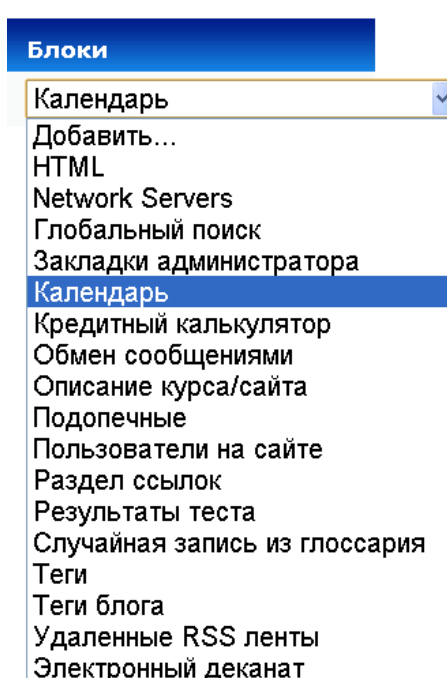 Блоки
Календарь
Добавить...
HTML
Network Servers
Глобальный поиск
Закладки администратора
Календарь
Кредитный калькулятор
Обмен сообщениями
Описание курса/сайта
Подопечные
Пользователи на сайте
Раздел ссылок
Результаты теста
Случайная запись из глоссария
Теги
Теги блога
Удаленные RSS ленты
Электронный деканат